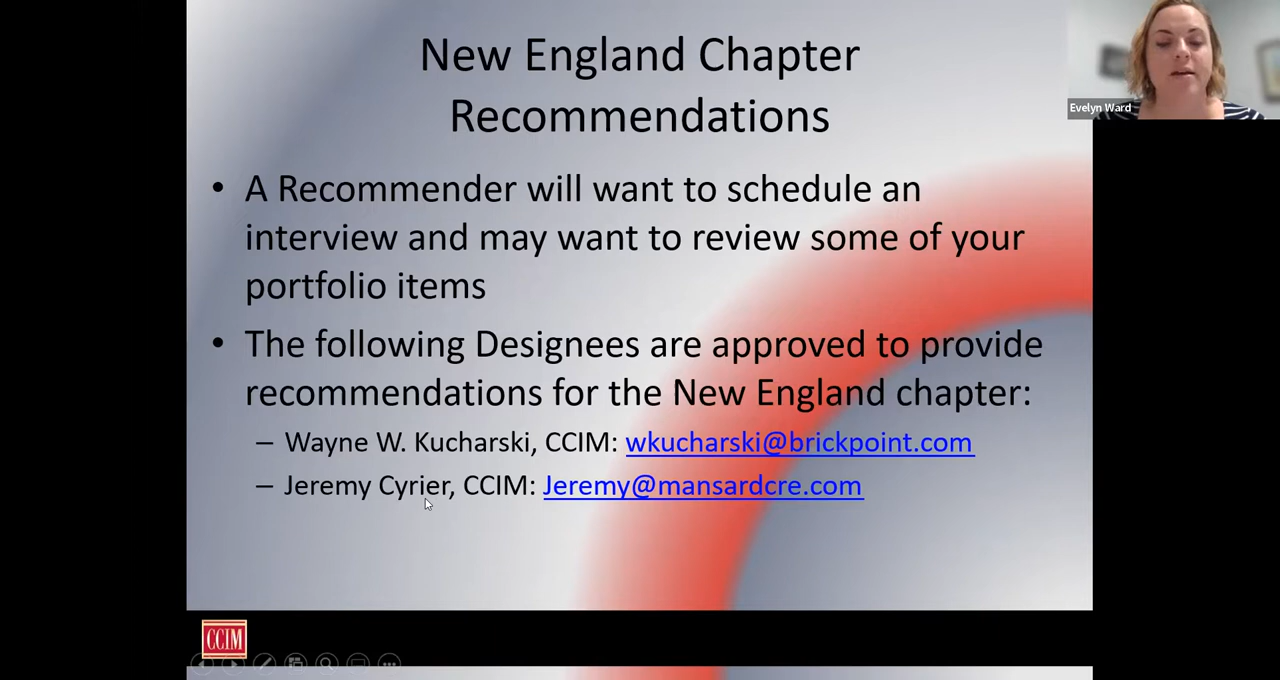 New England Chapter
Recommendations
Evelyn Ward
• A Recommender will want to schedule an
interview and may want to review some of your
portfolio items
• The following Designees are approved to provide
recommendations for the New England chapter:
– Wayne W. Kucharski, CCIM: wkucharski@brickpoint.com
– Jeremy Cyrier, CCIM: Jeremy@mansardcre.com
CCIM